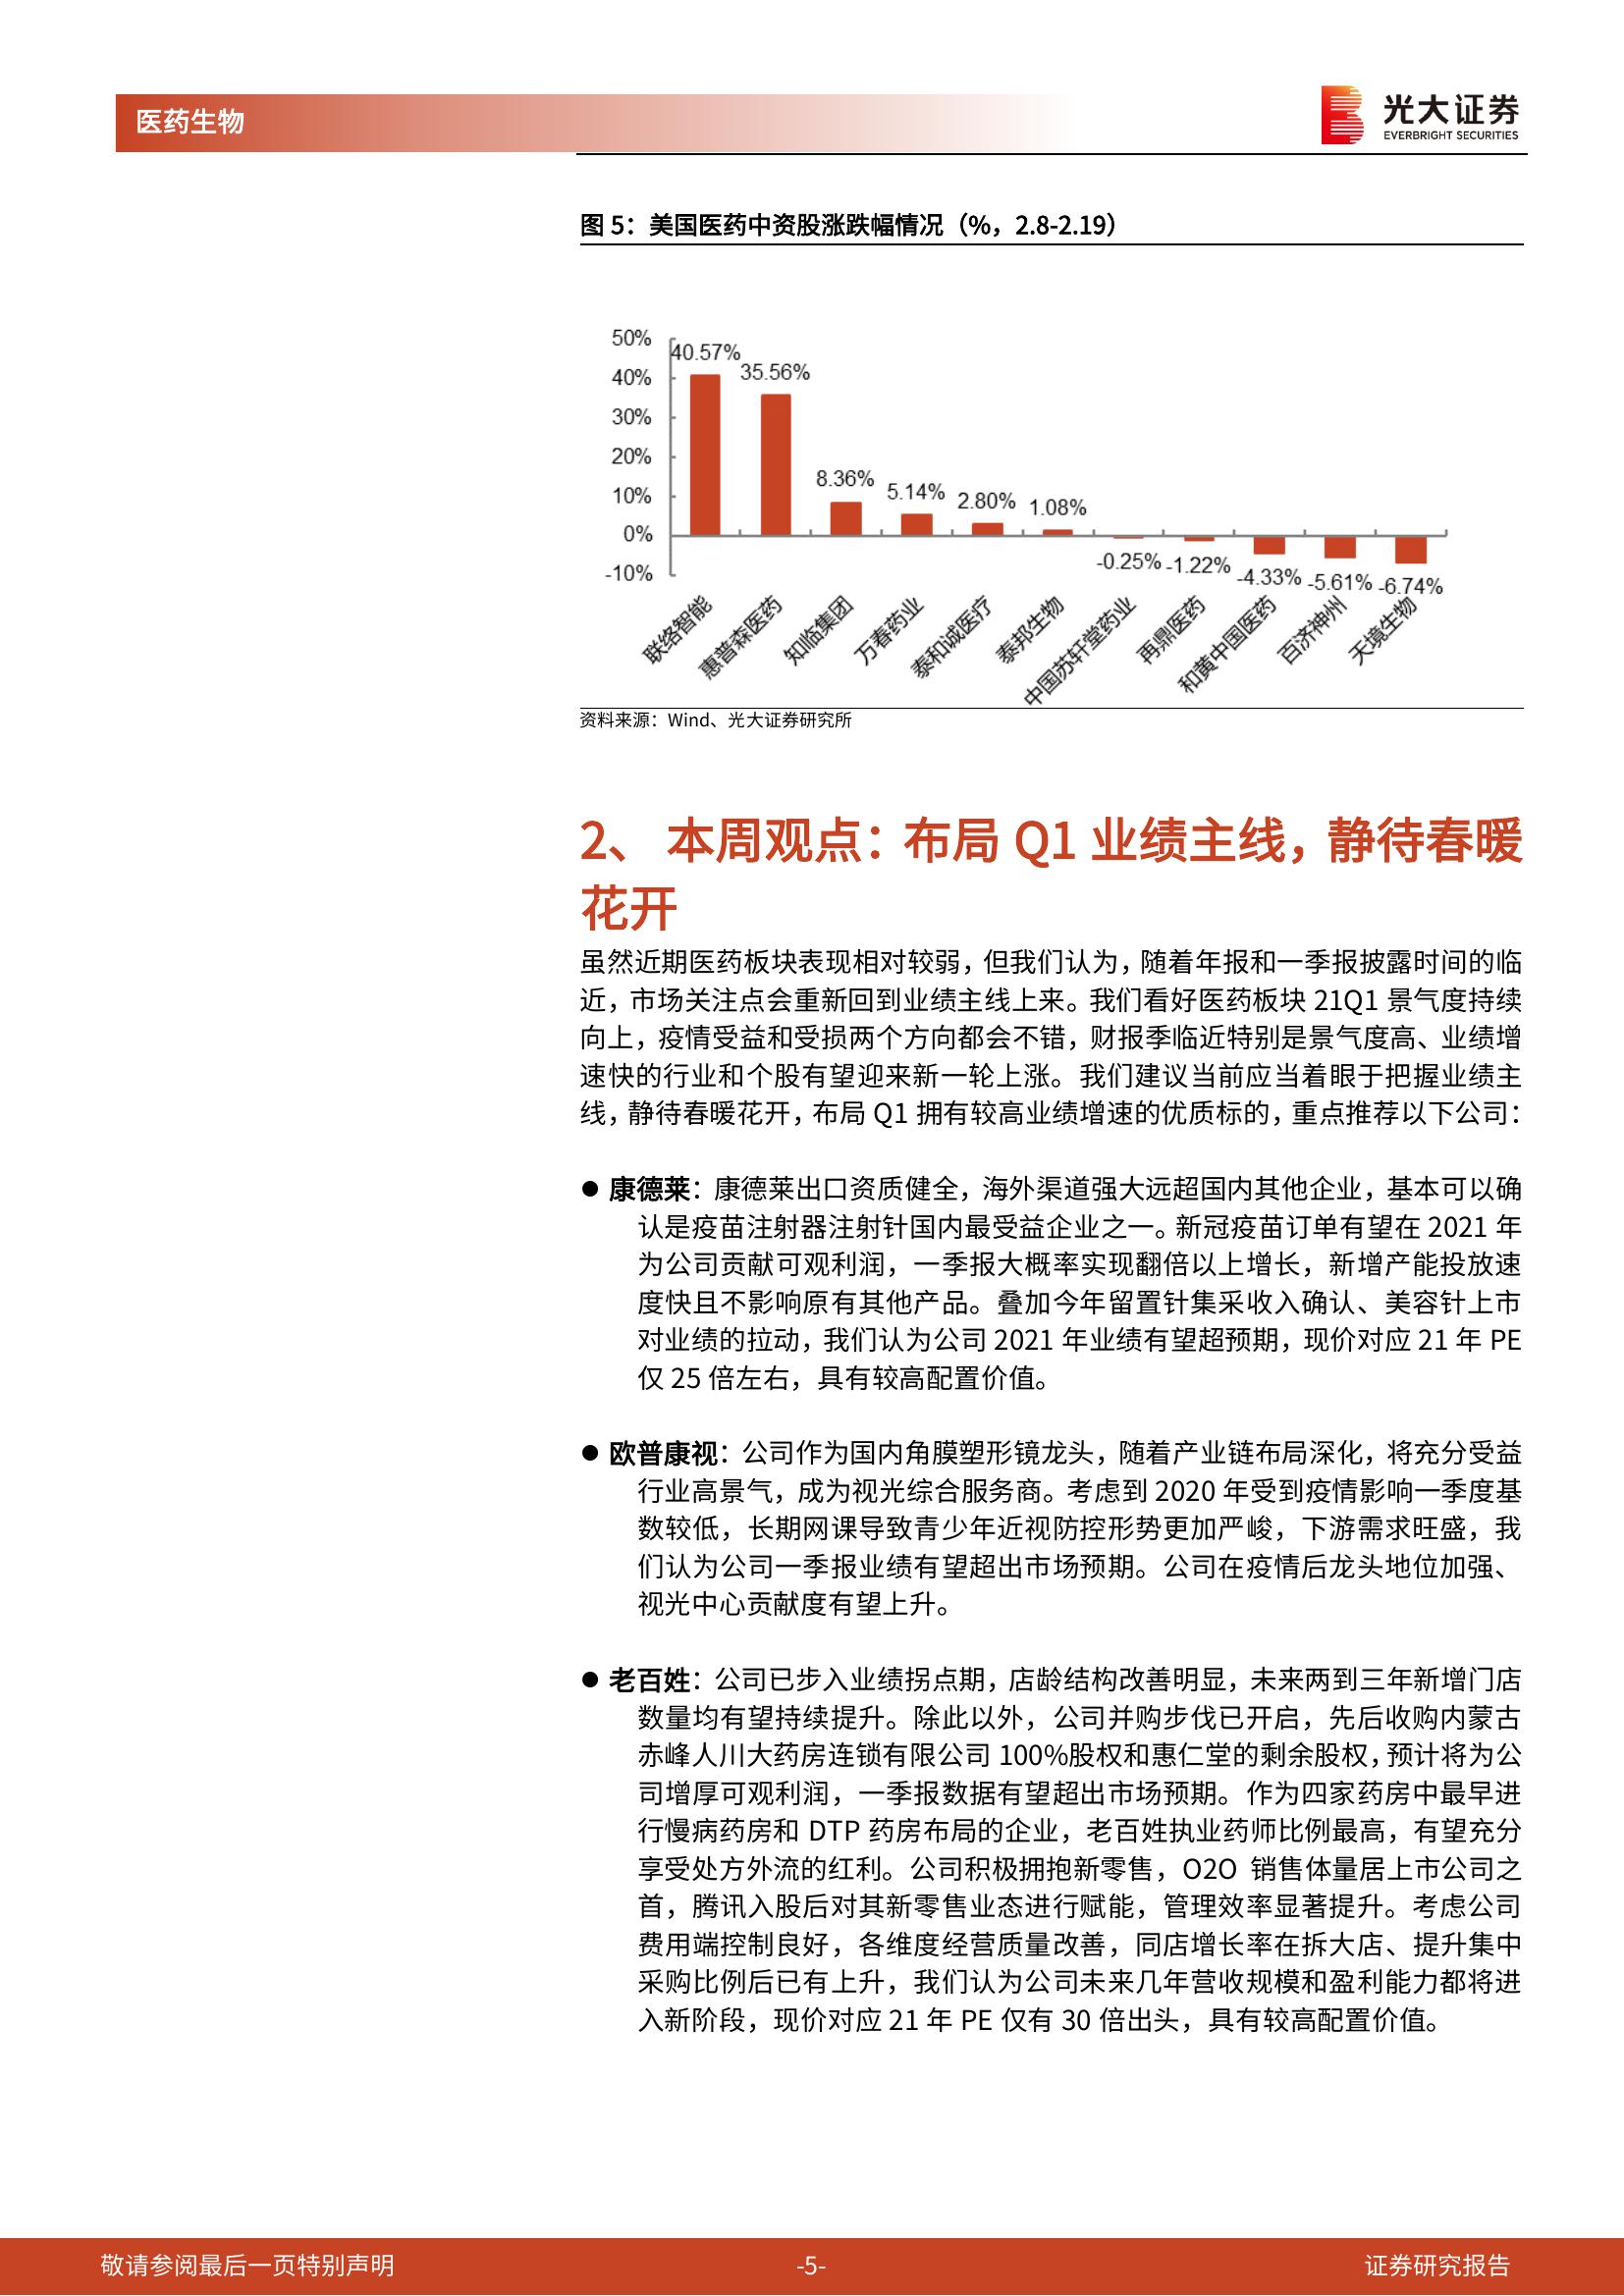 医药生物
光大证券
EVERBRIGHT SECURITIES
图 5：美国医药中资股涨跌幅情况（%，2.8-2.19）
50%
40%
30%
20%
10%
0%
-10%
40.57%
35.56%
8.36%
5.14%
2.80%
1.08%
-0.25%
-1.22%
-4.33%
-5.61%
-6.74%
联络智能
惠普森医药
知临集团
万春药业
泰和诚医疗
泰邦生物
中国苏轩堂药业
再鼎医药
和黄中国医药
百济神州
天境生物
资料来源：Wind、光大证券研究所
2、 本周观点：布局 Q1 业绩主线，静待春暖
花开
虽然近期医药板块表现相对较弱，但我们认为，随着年报和一季报披露时间的临
近，市场关注点会重新回到业绩主线上来。我们看好医药板块 21Q1 景气度持续
向上，疫情受益和受损两个方向都会不错，财报季临近特别是景气度高、业绩增
速快的行业和个股有望迎来新一轮上涨。我们建议当前应当着眼于把握业绩主
线，静待春暖花开，布局 Q1 拥有较高业绩增速的优质标的，重点推荐以下公司：
● 康德莱：康德莱出口资质健全，海外渠道强大远超国内其他企业，基本可以确
认是疫苗注射器注射针国内最受益企业之一。新冠疫苗订单有望在 2021 年
为公司贡献可观利润，一季报大概率实现翻倍以上增长，新增产能投放速
度快且不影响原有其他产品。叠加今年留置针集采收入确认、美容针上市
对业绩的拉动，我们认为公司 2021 年业绩有望超预期，现价对应 21 年 PE
仅 25 倍左右，具有较高配置价值。
● 欧普康视：公司作为国内角膜塑形镜龙头，随着产业链布局深化，将充分受益
行业高景气，成为视光综合服务商。考虑到 2020 年受到疫情影响一季度基
数较低，长期网课导致青少年近视防控形势更加严峻，下游需求旺盛，我
们认为公司一季报业绩有望超出市场预期。公司在疫情后龙头地位加强、
视光中心贡献度有望上升。
● 老百姓：公司已步入业绩拐点期，店龄结构改善明显，未来两到三年新增门店
数量均有望持续提升。除此以外，公司并购步伐已开启，先后收购内蒙古
赤峰人川大药房连锁有限公司 100%股权和惠仁堂的剩余股权，预计将为公
司增厚可观利润，一季报数据有望超出市场预期。作为四家药房中最早进
行慢病药房和 DTP 药房布局的企业，老百姓执业药师比例最高，有望充分
享受处方外流的红利。公司积极拥抱新零售，O2O 销售体量居上市公司之
首，腾讯入股后对其新零售业态进行赋能，管理效率显著提升。考虑公司
费用端控制良好，各维度经营质量改善，同店增长率在拆大店、提升集中
采购比例后已有上升，我们认为公司未来几年营收规模和盈利能力都将进
入新阶段，现价对应 21 年 PE 仅有 30 倍出头，具有较高配置价值。
敬请参阅最后一页特别声明
-5-
证券研究报告